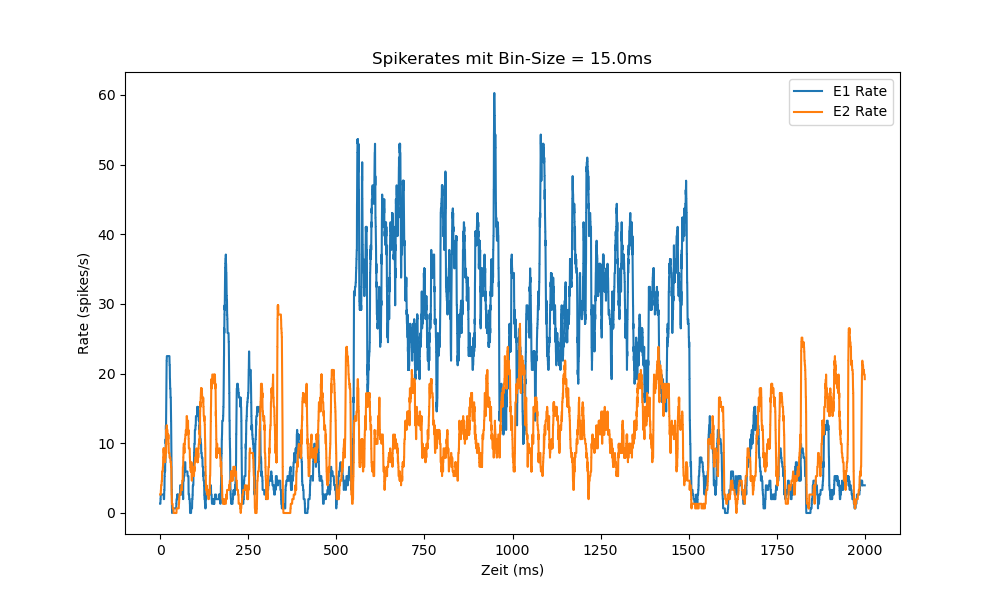 Spikerates mit Bin-Size = 15.0ms
E1 Rate
E2 Rate
60
50
40
30
20
10
0
Rate (spikes/s)
0 250 500 750 1000 1250 1500 1750 2000
Zeit (ms)